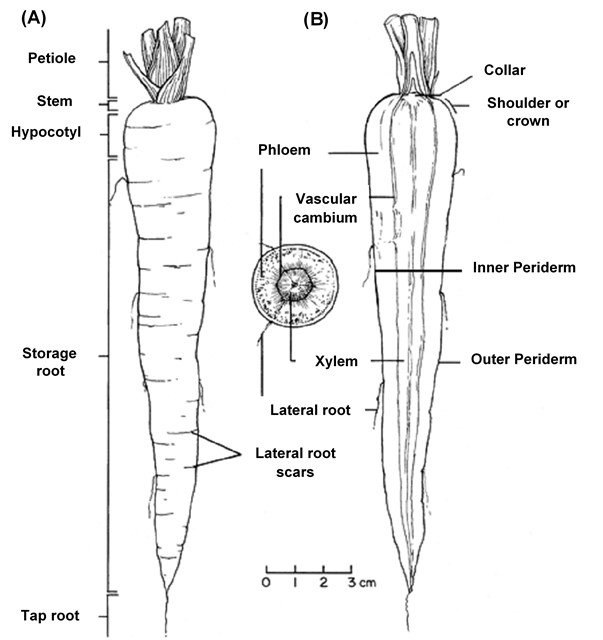 (A)
(B)
Petiole
Stem
Hypocotyl
Storage
root
Tap root
Collar
Shoulder or
crown
Phloem
Vascular
cambium
Inner Periderm
Xylem
Outer Periderm
Lateral root
Lateral root
scars
0 1 2 3 cm